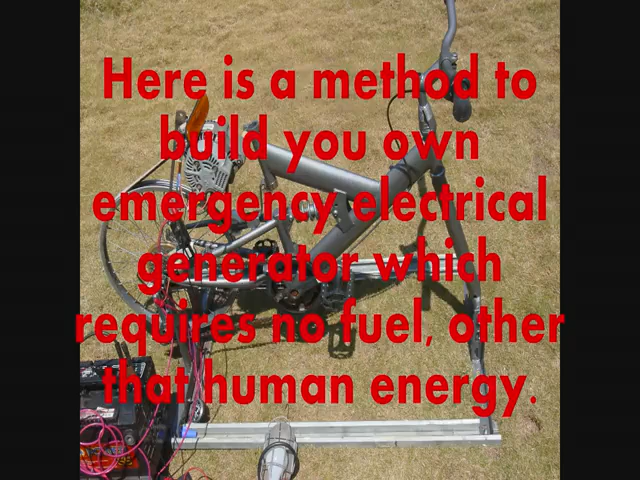 Here is a method to
build you own
emergency electrical
generator which
requires no fuel, other
that human energy.